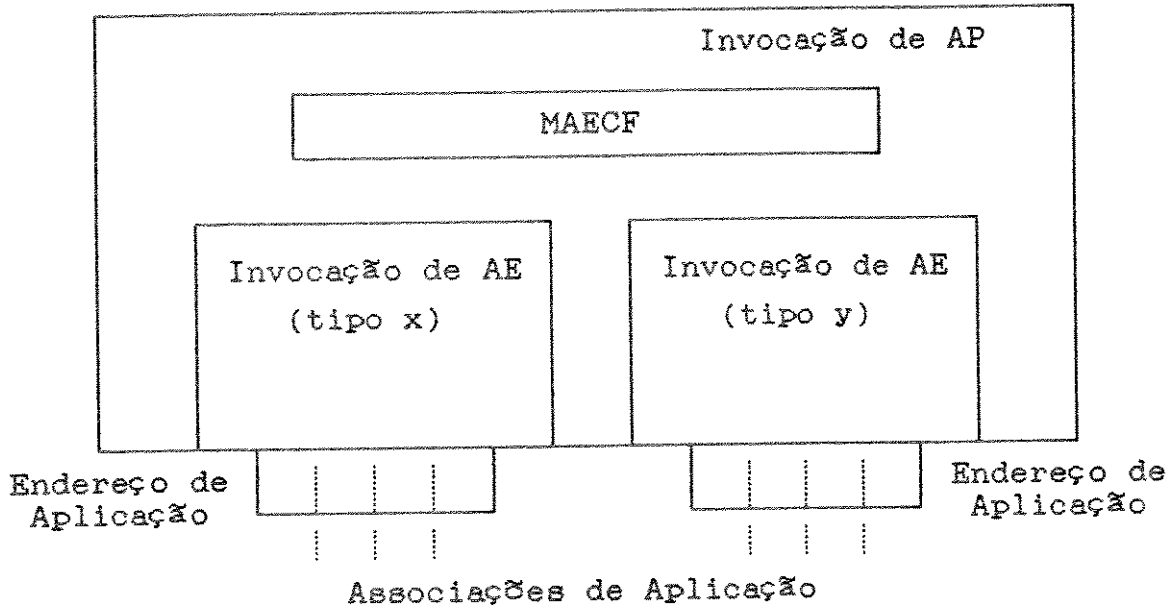 Invocação de AP
MAECF
Invocação de AE
(tipo x)
Invocação de AE
(tipo y)
Endereço de
Aplicação
Endereço de
Aplicação
Associações de Aplicação